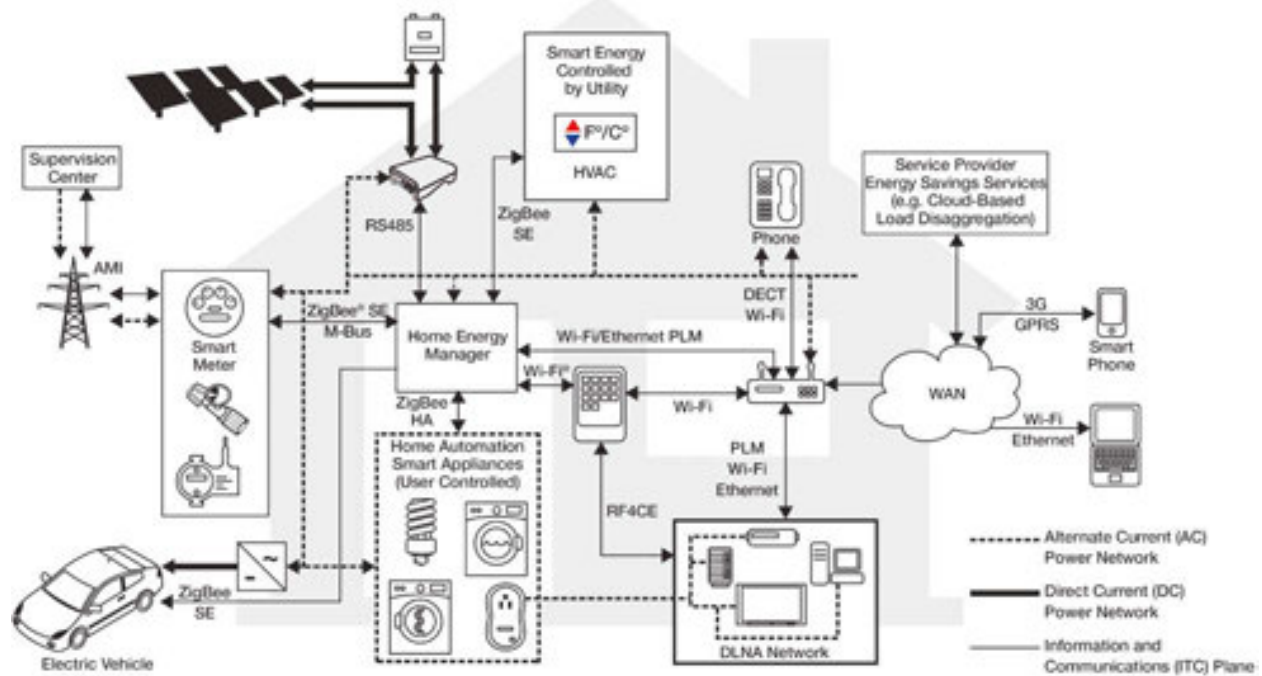 Smart Energy
Controlled
by Utility
F°/C°
HVAC
Supervision
Center
AMI
RS485
ZigBee
SE
Phone
Service Provider
Energy Savings Services
(e.g. Cloud-Based
Load Disaggregation)
Smart
Meter
ZigBee® SE
M-Bus
Home Energy
Manager
Wi-Fi/Ethernet PLM
DECT
Wi-Fi
3G
GPRS
Smart
Phone
Wi-Fi®
Wi-Fi
WAN
Wi-Fi
Ethernet
ZigBee
HA
Home Automation
Smart Appliances
(User Controlled)
RF4CE
PLM
Wi-Fi
Ethernet
ZigBee
SE
Electric Vehicle
DLNA Network
Alternate Current (AC)
Power Network
Direct Current (DC)
Power Network
Information and
Communications (ITC) Plane